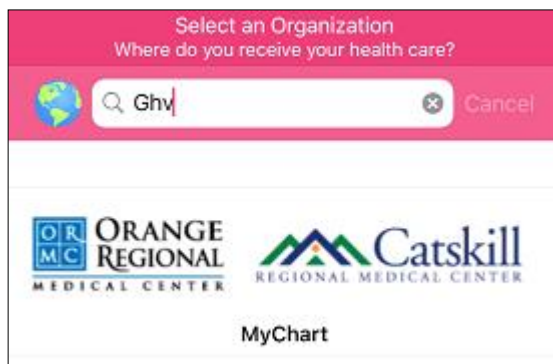 Select an Organization
Where do you receive your health care?
Ghv
Cancel
OR
MC
ORANGE
REGIONAL
MEDICAL CENTER
Catskill
REGIONAL MEDICAL CENTER
MyChart